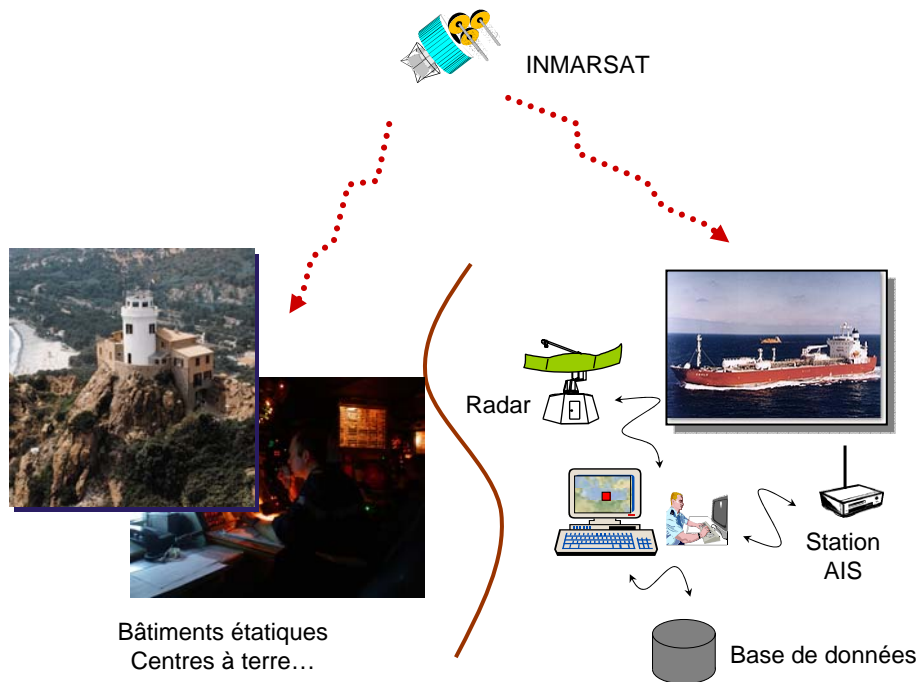 INMARSAT
Radar
Station
AIS
Bâtiments étatiques
Centres à terre…
Base de données